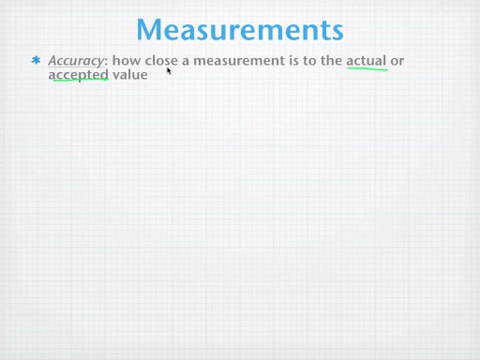 Measurements
* Accuracy: how close a measurement is to the actual or
accepted value